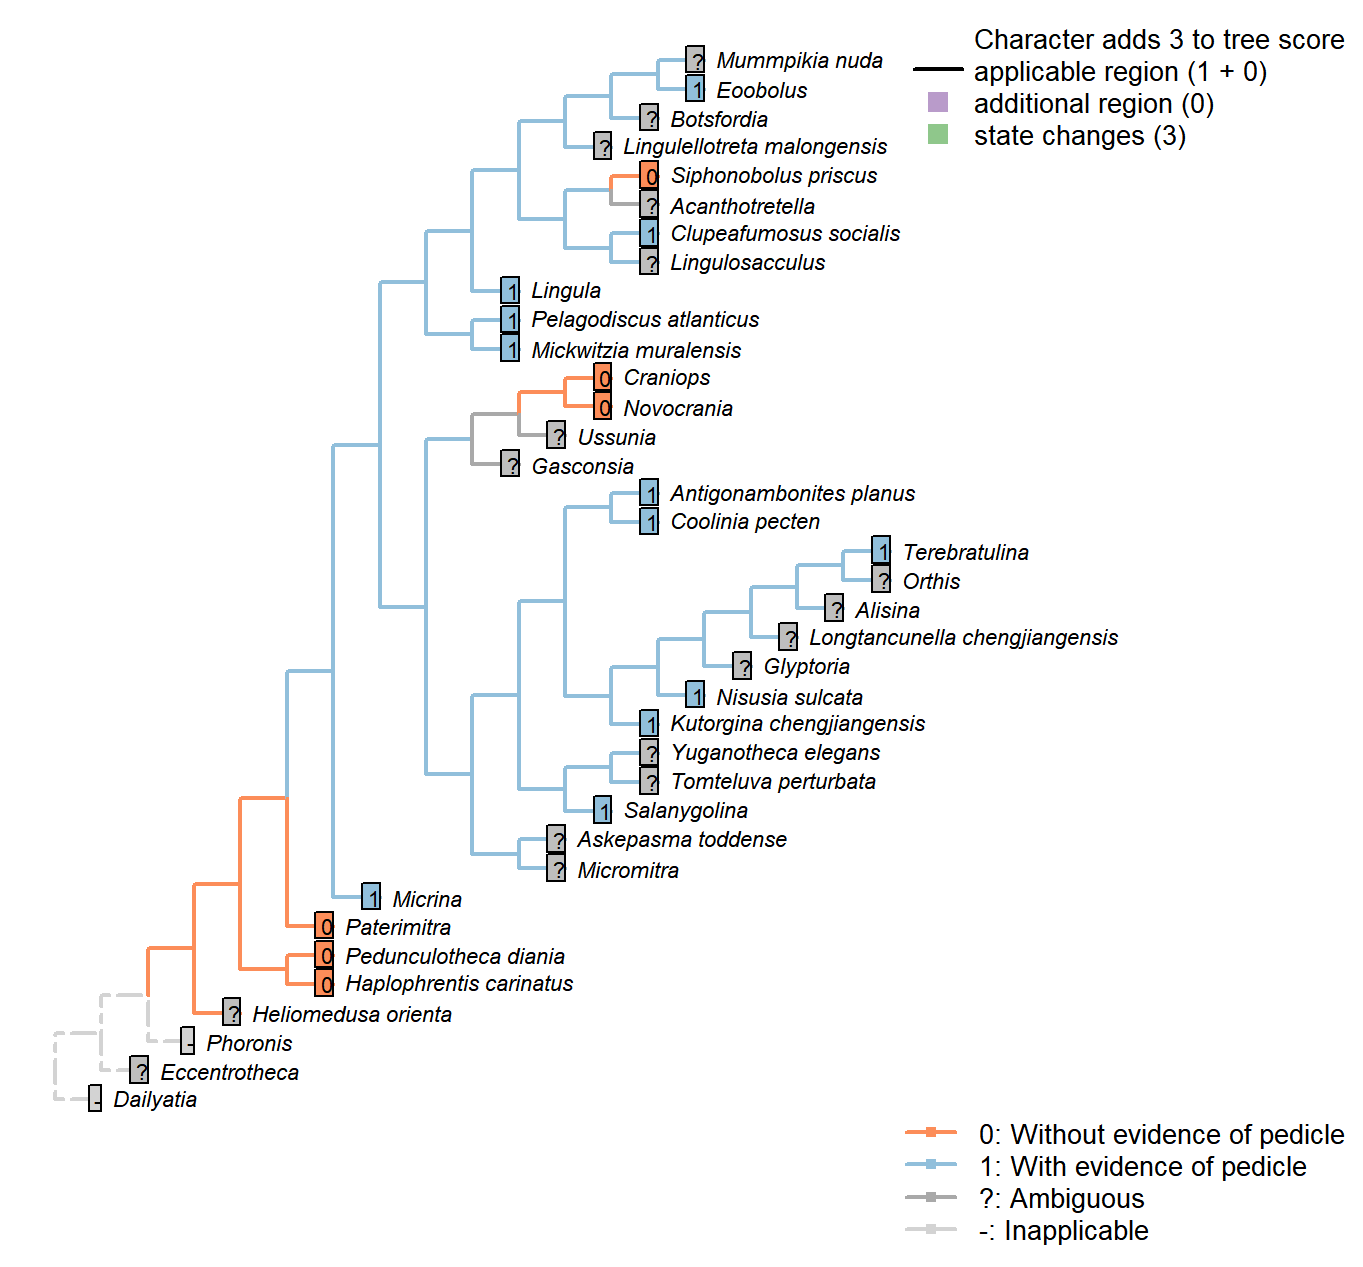 Character adds 3 to tree score
applicable region (1 + 0)
additional region (0)
state changes (3)
? Mummpikia nuda
1 Eoobolus
? Botsfordia
? Lingulellotreta malongensis
0 Siphonobolus priscus
? Acanthotretella
1 Clupeafumosus socialis
? Lingulosacculus
1 Lingula
1 Pelagodiscus atlanticus
1 Mickwitzia muralensis
0 Craniops
0 Novocrania
? Ussunia
? Gasconsia
1 Antigonambonites planus
1 Coolinia pecten
1 Terebratulina
? Orthis
? Alisina
? Longtancunella chengjiangensis
? Glyptoria
1 Nisusia sulcata
1 Kutorgina chengjiangensis
? Yuganotheca elegans
? Tomteluva perturbata
1 Salanygolina
? Askepasma toddense
? Micromitra
1 Micrina
0 Paterimitra
0 Pedunculotheca diania
0 Haplophrentis carinatus
? Heliomedusa orienta
- Phoronis
? Eccentrotheca
- Dailyatia
0: Without evidence of pedicle
1: With evidence of pedicle
?: Ambiguous
-: Inapplicable